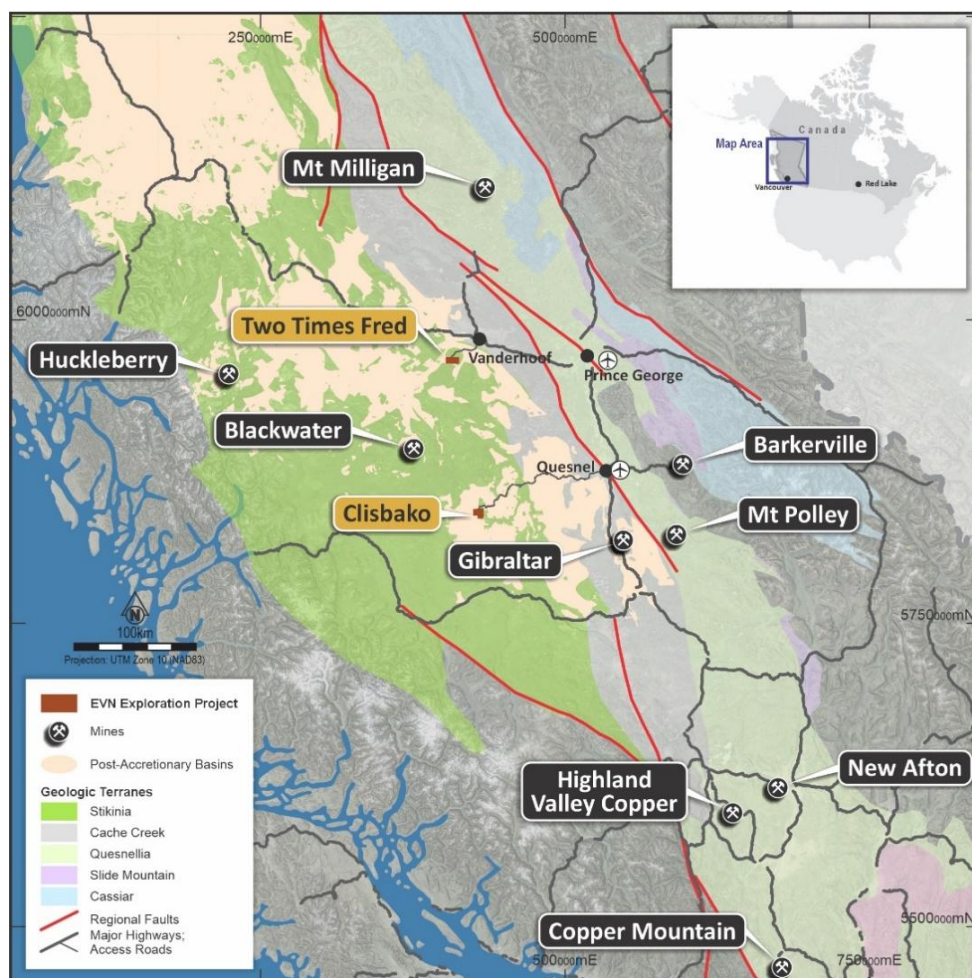 250000mE
500000mE
Canada
Map Area
Vancouver
Red Lake
Mt Milligan
6000000mN
Two Times Fred
Vanderhoof
Prince George
Huckleberry
Blackwater
Barkerville
Quesnel
Clisbako
Mt Polley
Gibraltar
N
100km
Projection: UTM Zone 10 (NAD83)
5750000mN
EVN Exploration Project
Mines
Post-Accretionary Basins
Geologic Terranes
Stikinia
Cache Creek
Quesnellia
Slide Mountain
Cassiar
Regional Faults
Major Highways;
Access Roads
New Afton
Highland
Valley Copper
5500000mN
Copper Mountain
500000mE
750000mE